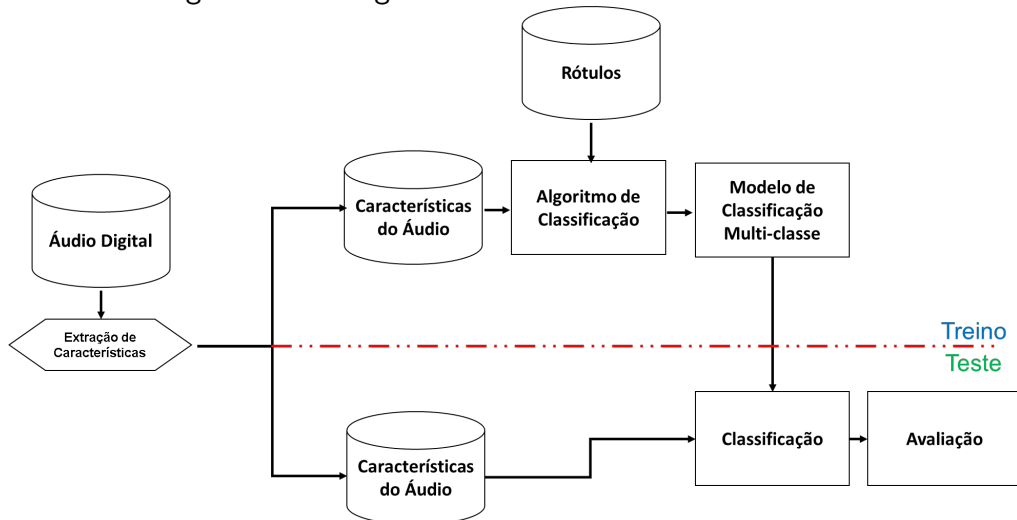 Rótulos
Características
do Áudio
Algoritmo de
Classificação
Modelo de
Classificação
Multi-classe
Áudio Digital
Extração de
Características
Treino
Teste
Características
do Áudio
Classificação
Avaliação